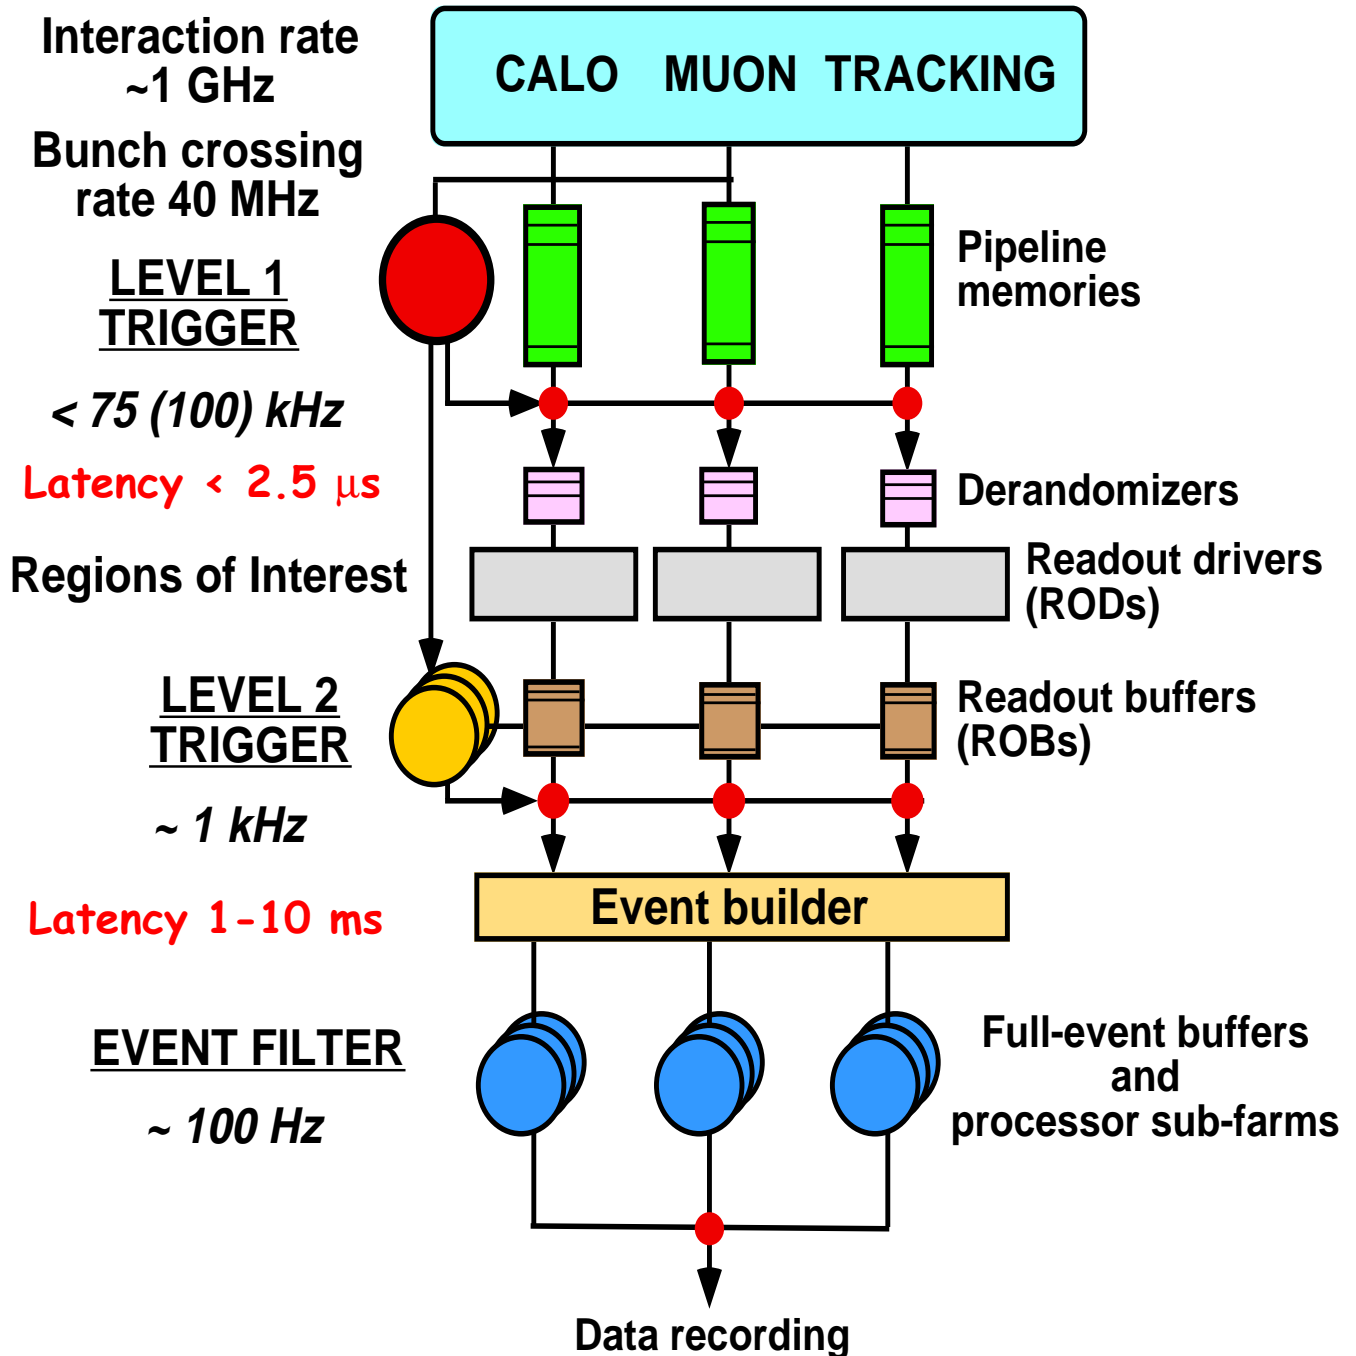 Interaction rate
~1 GHz
CALO MUON TRACKING
Bunch crossing
rate 40 MHz
LEVEL 1
TRIGGER
Pipeline
memories
< 75 (100) kHz
Latency < 2.5 μs
Derandomizers
Regions of Interest
Readout drivers
(RODs)
LEVEL 2
TRIGGER
Readout buffers
(ROBs)
~ 1 kHz
Latency 1-10 ms
Event builder
EVENT FILTER
~ 100 Hz
Full-event buffers
and
processor sub-farms
Data recording